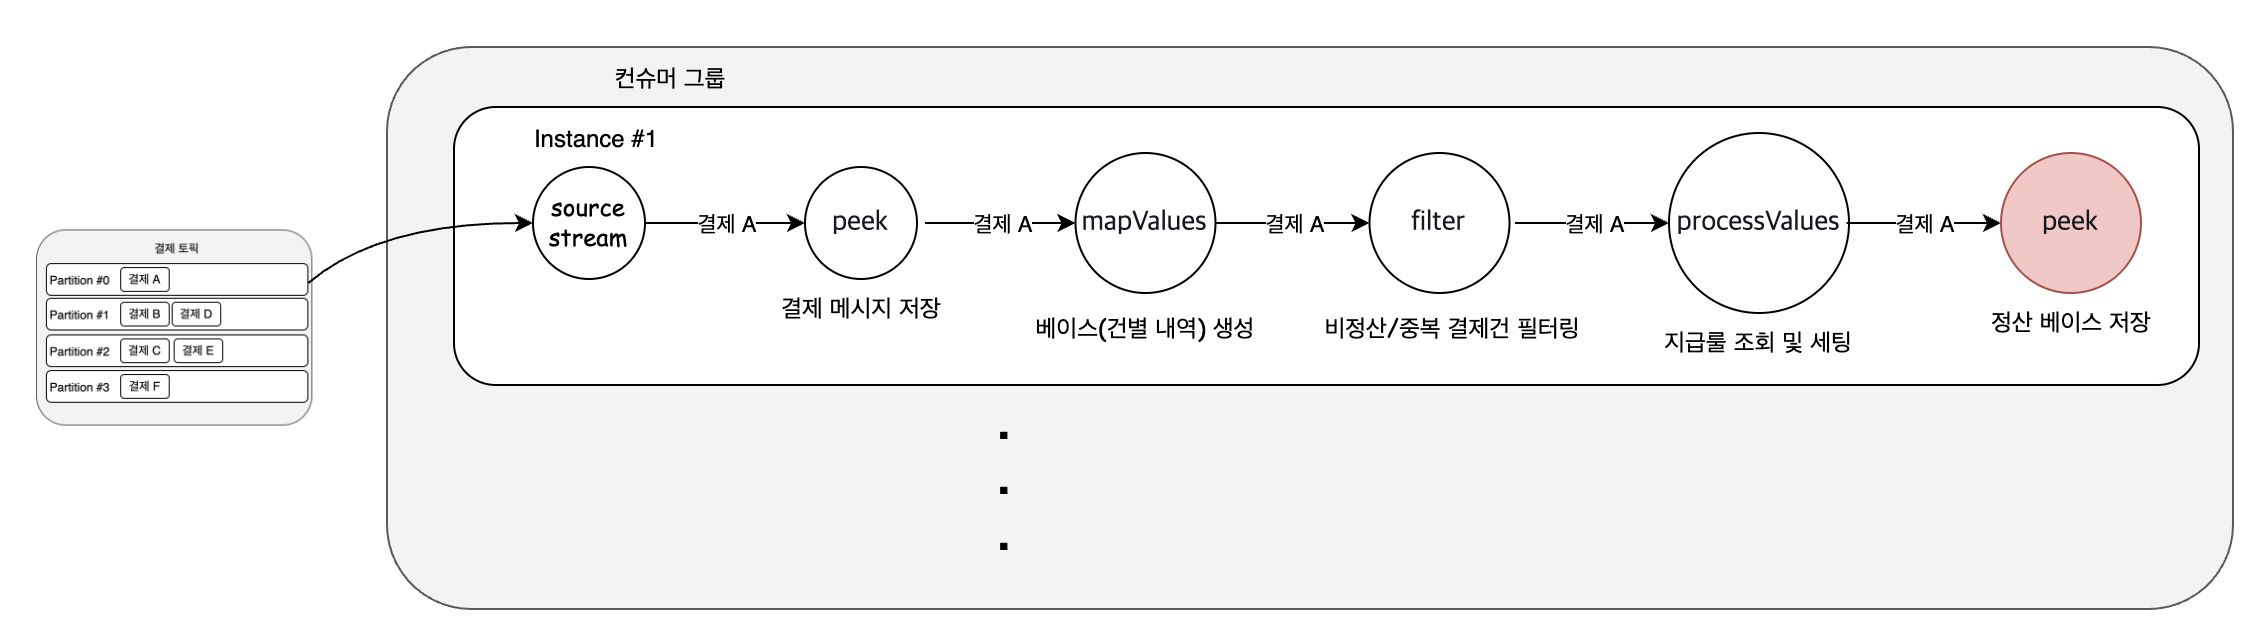 컨슈머 그룹
Instance #1
source
stream
결제 A
peek
결제 메시지 저장
결제 A
mapValues
베이스(건별 내역) 생성
결제 A
filter
비정산/중복 결제건 필터링
결제 A
processValues
지급룰 조회 및 세팅
결제 A
peek
정산 베이스 저장
결제 토픽
Partition #0 결제 A
Partition #1 결제 B 결제 D
Partition #2 결제 C 결제 E
Partition #3 결제 F